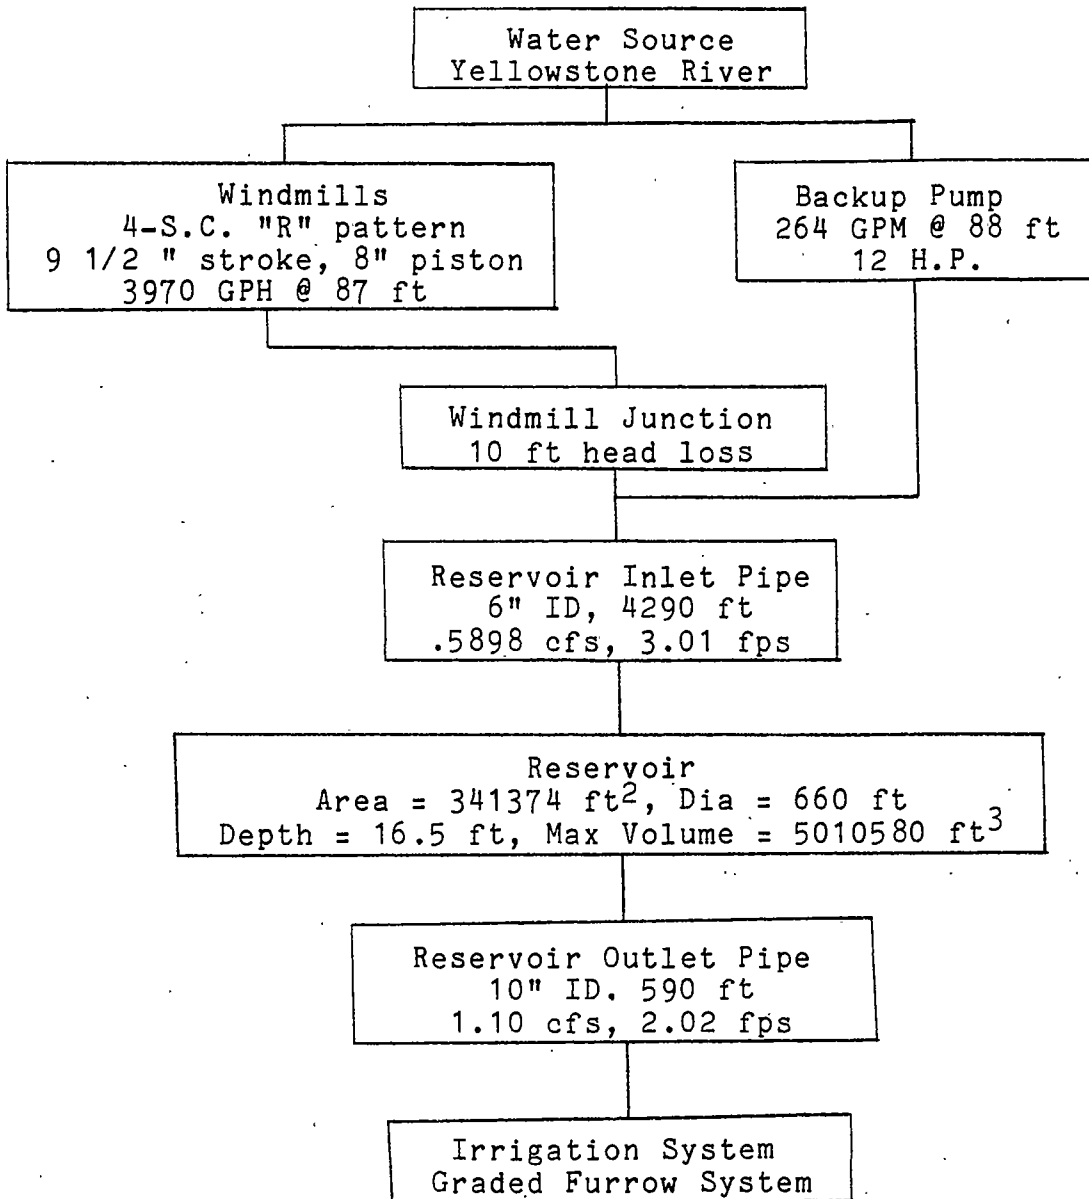 Water Source
Yellowstone River
Windmills
4-S.C. "R" pattern
9 1/2 " stroke, 8" piston
3970 GPH @ 87 ft
Backup Pump
264 GPM @ 88 ft
12 H.P.
Windmill Junction
10 ft head loss
Reservoir Inlet Pipe
6" ID, 4290 ft
.5898 cfs, 3.01 fps
Reservoir
Area = 341374 ft², Dia = 660 ft
Depth = 16.5 ft, Max Volume = 5010580 ft³
Reservoir Outlet Pipe
10" ID. 590 ft
1.10 cfs, 2.02 fps
Irrigation System
Graded Furrow System